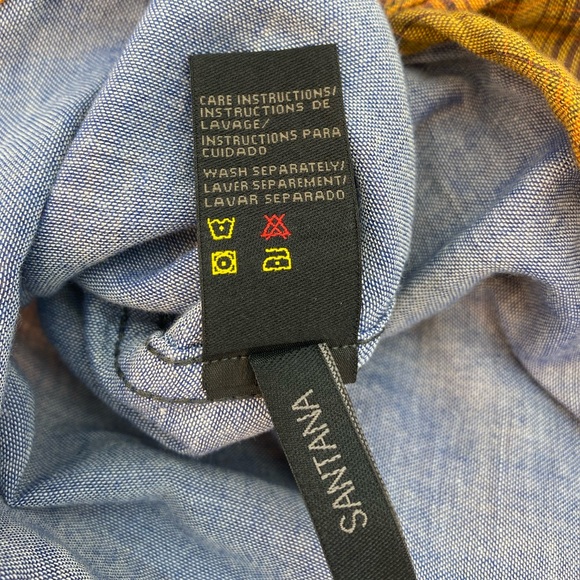 CARE INSTRUCTIONS/
INSTRUCTIONS DE
LAVAGE/
INSTRUCTIONS PARA
CUIDADO
WASH SEPARATELY/
LAVER SEPAREMENT/
LAVAR SEPARADO
SANTANA